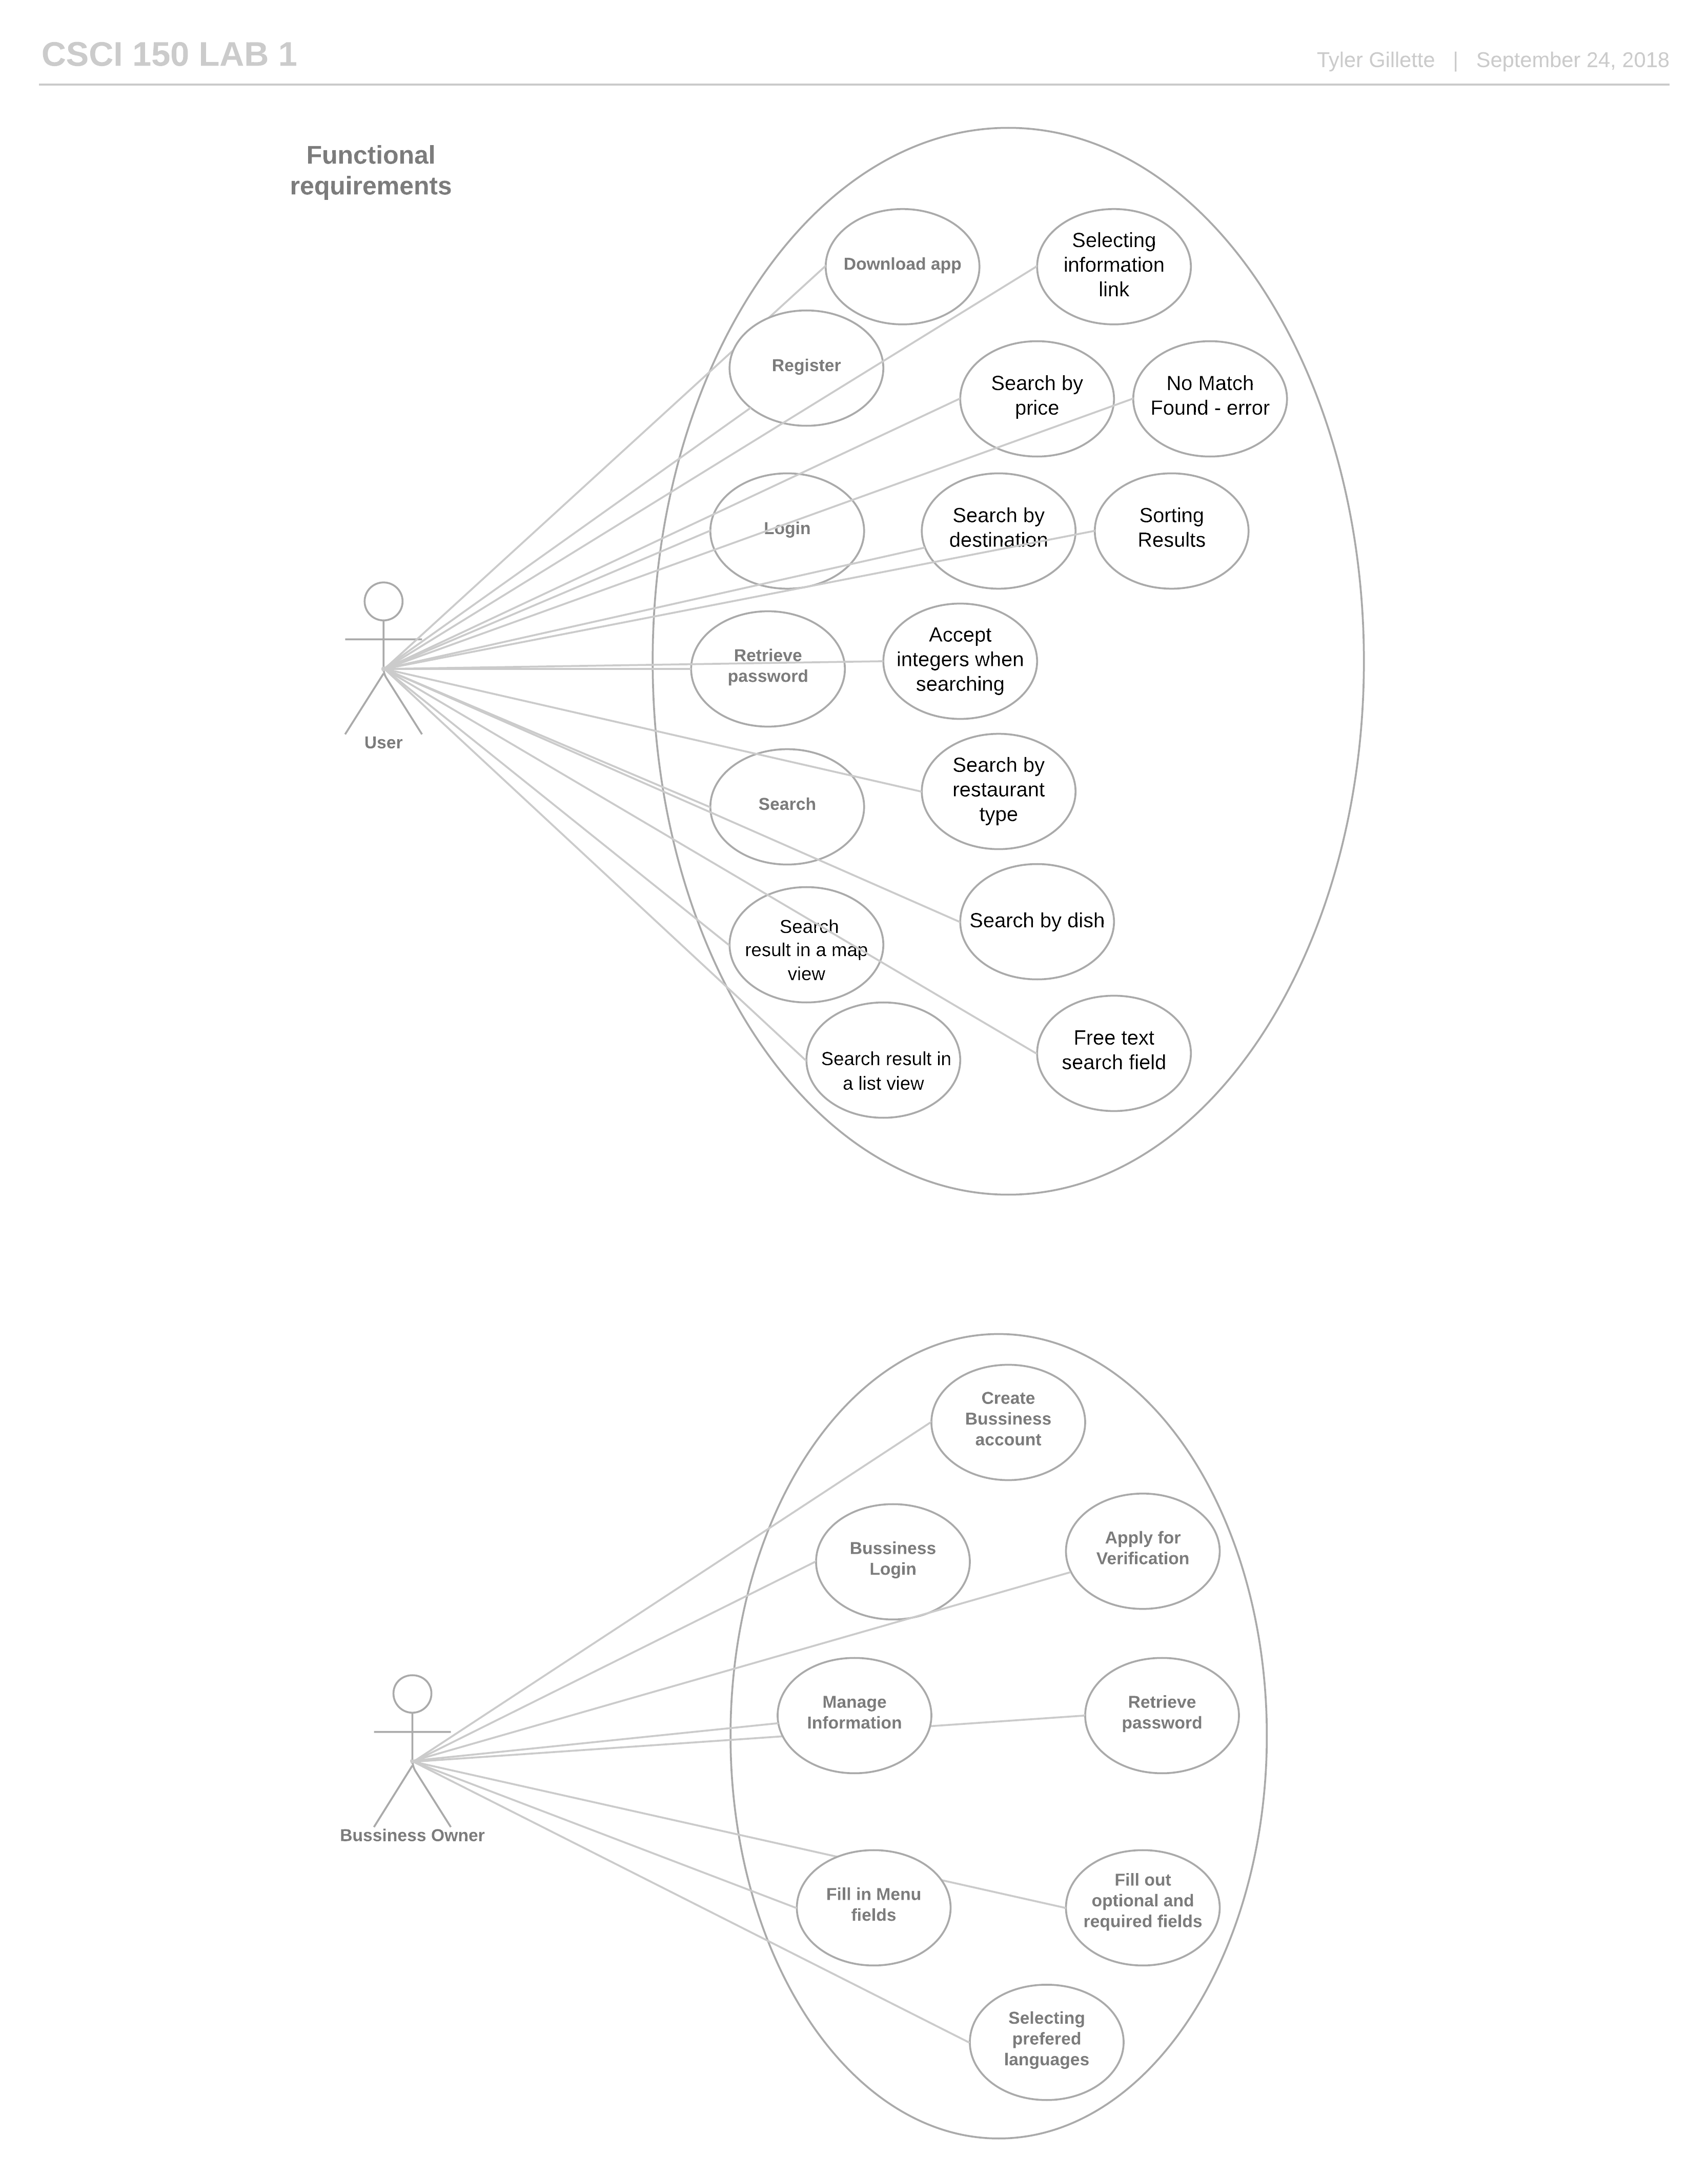 CSCI 150 LAB 1
Tyler Gillette | September 24, 2018
Functional
requirements
Download app
Selecting
information
link
Register
Search by
price
No Match
Found - error
Login
Search by
destination
Sorting
Results
User
Retrieve
password
Accept
integers when
searching
Search
Search by
restaurant
type
Search
result in a map
view
Search by dish
Search result in
a list view
Free text
search field
Create
Bussiness
account
Bussiness
Login
Apply for
Verification
Bussiness Owner
Manage
Information
Retrieve
password
Fill in Menu
fields
Fill out
optional and
required fields
Selecting
prefered
languages